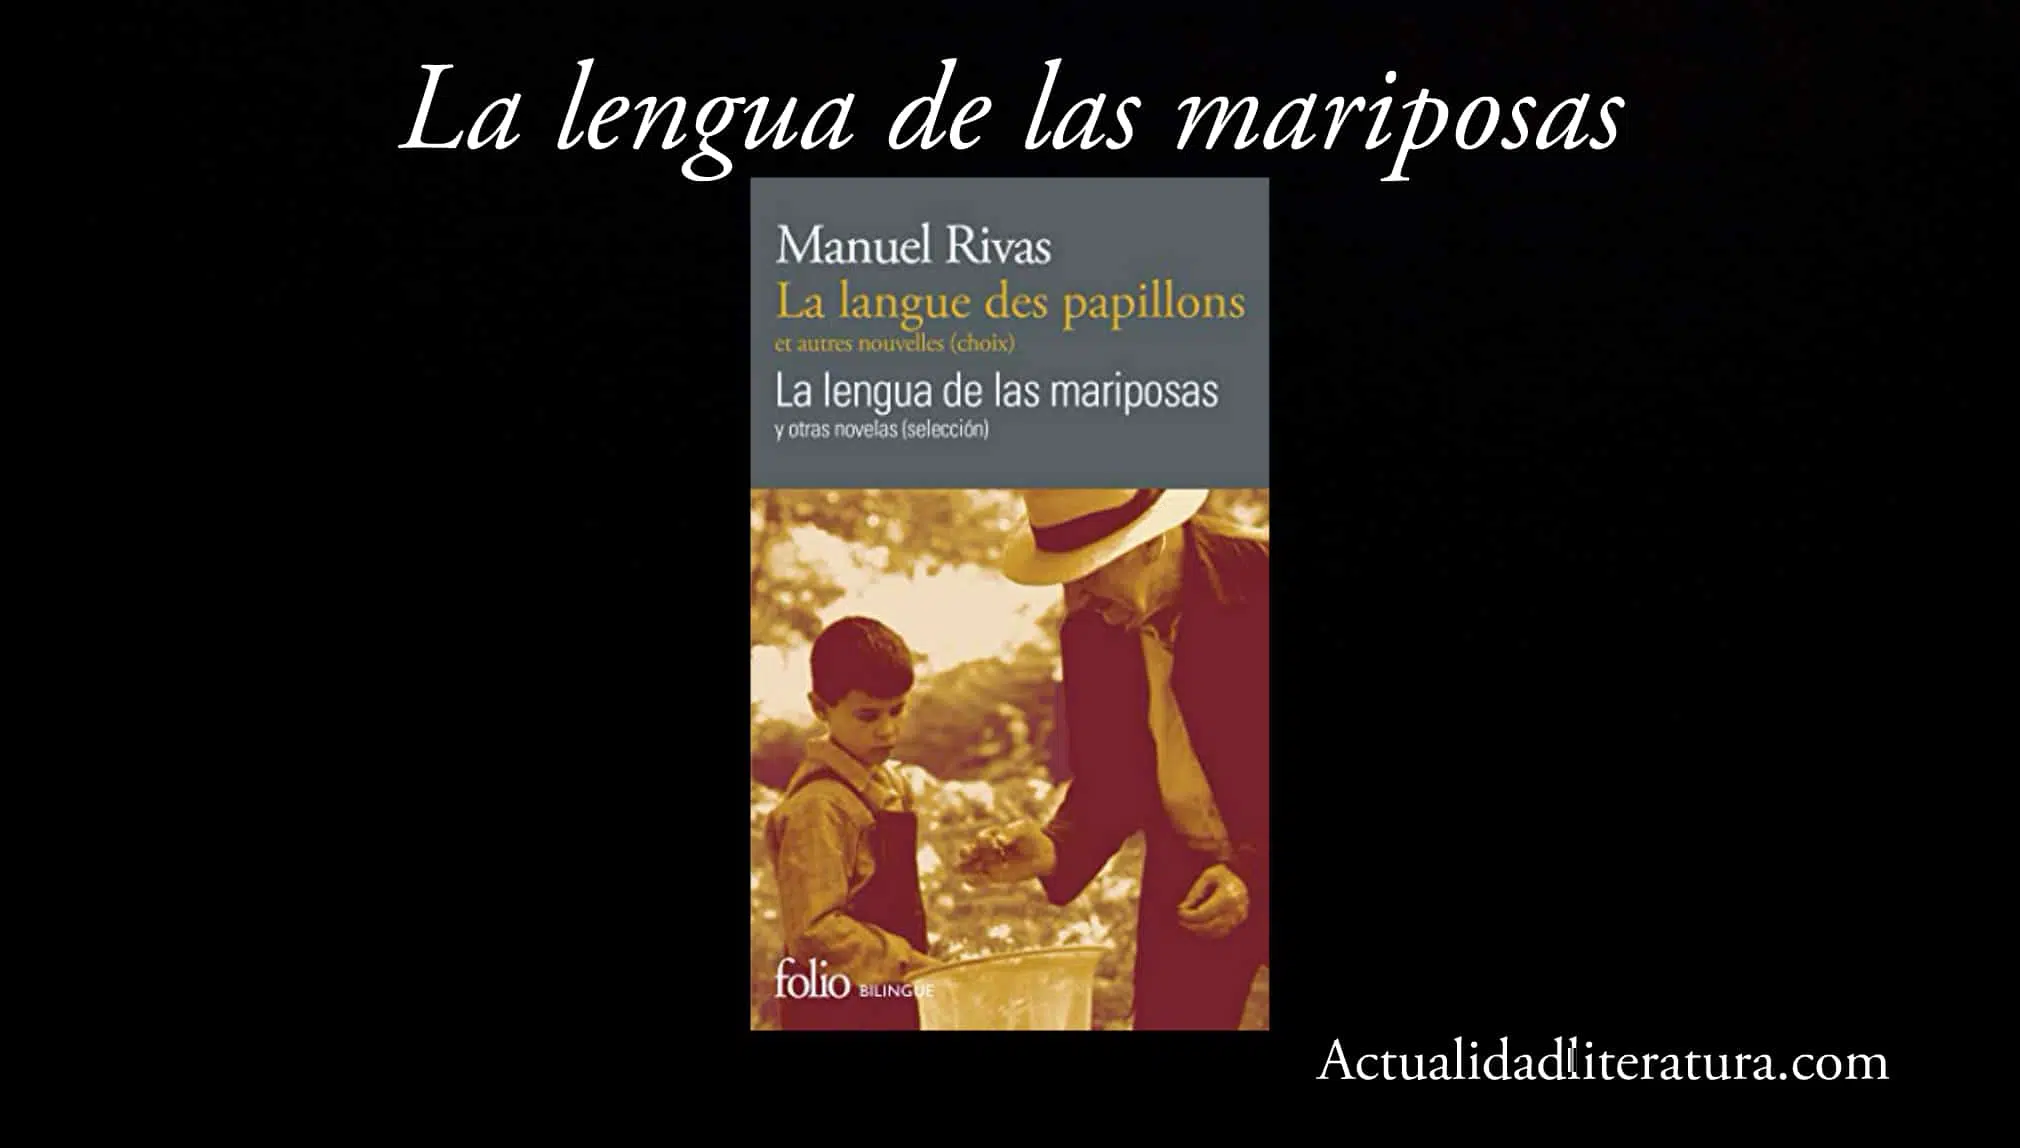 La lengua de las mariposas
Manuel Rivas
La langue des papillons
et autres nouvelles (choix)
La lengua de las mariposas
y otras novelas (selección)
folio BILINGUE
Actualidadliteratura.com